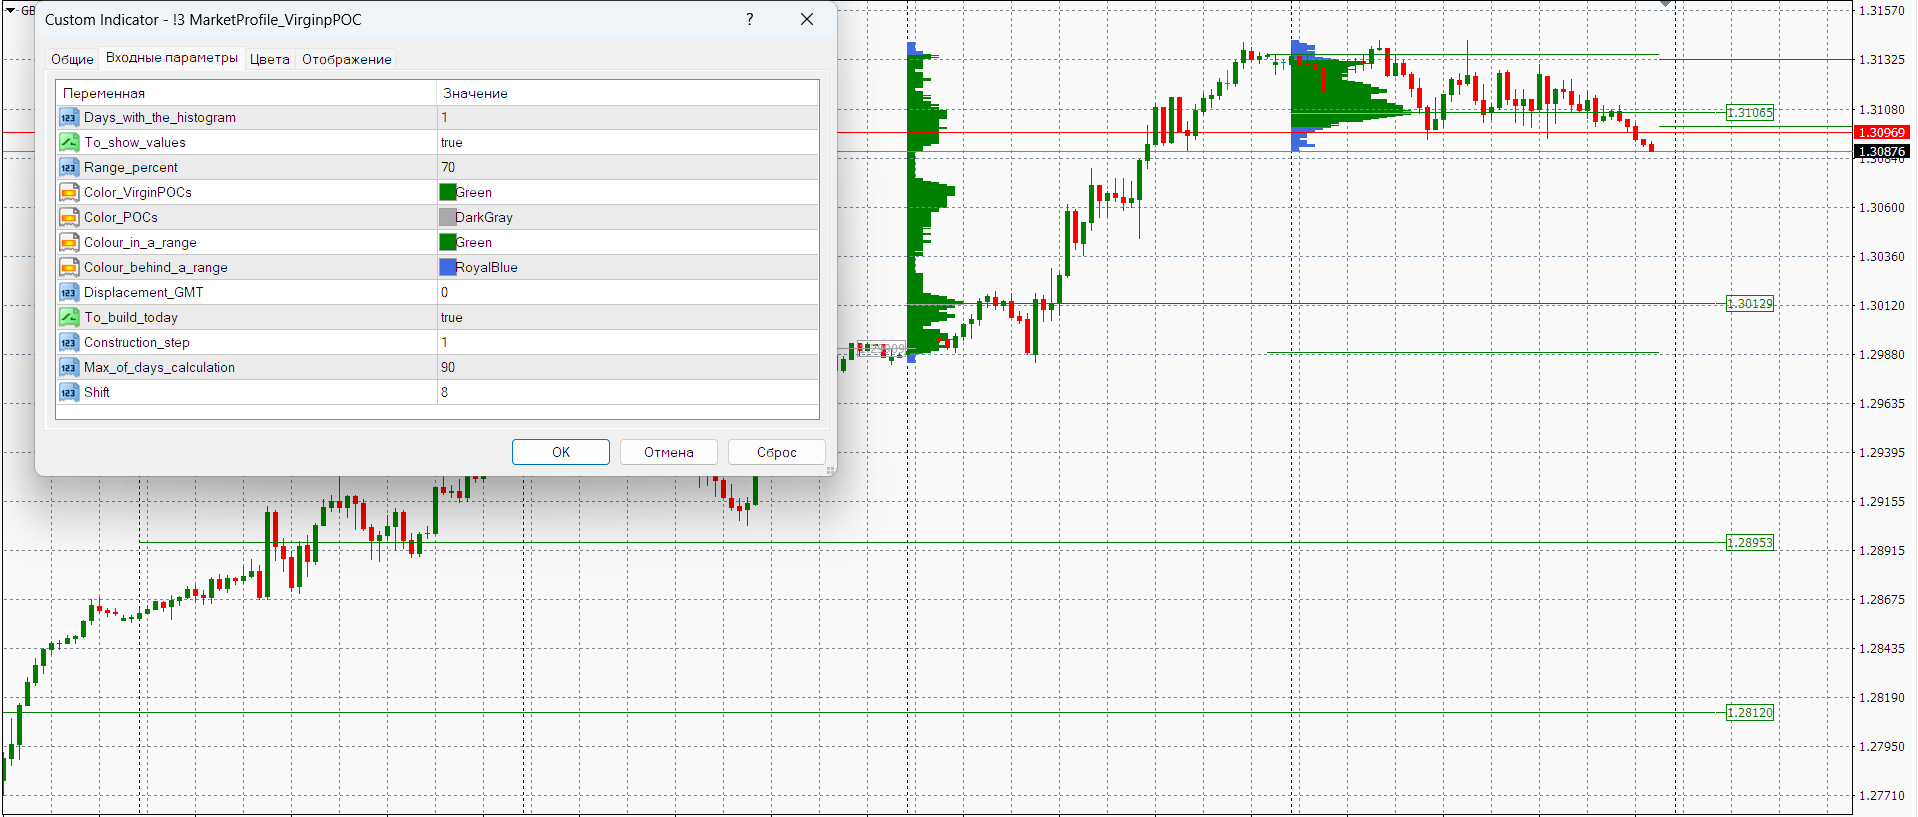 GB
Custom Indicator - !3 MarketProfile_VirginpPOC
?
Общие
Входные параметры
Цвета
Отображение
Переменная Значение
Days_with_the_histogram 1
To_show_values true
Range_percent 70
Color_VirginPOCs Green
Color_POCs DarkGray
Colour_in_a_range Green
Colour_behind_a_range RoyalBlue
Displacement_GMT 0
To_build_today true
Construction_step 1
Max_of_days_calculation 90
Shift 8
OK
Отмена
Сброс
1.31065
1.30129
1.28953
1.28120
1.31570
1.31325
1.31080
1.30969
1.30876
1.30840
1.30600
1.30360
1.30120
1.29880
1.29635
1.29395
1.29155
1.28915
1.28675
1.28435
1.28190
1.27950
1.27710